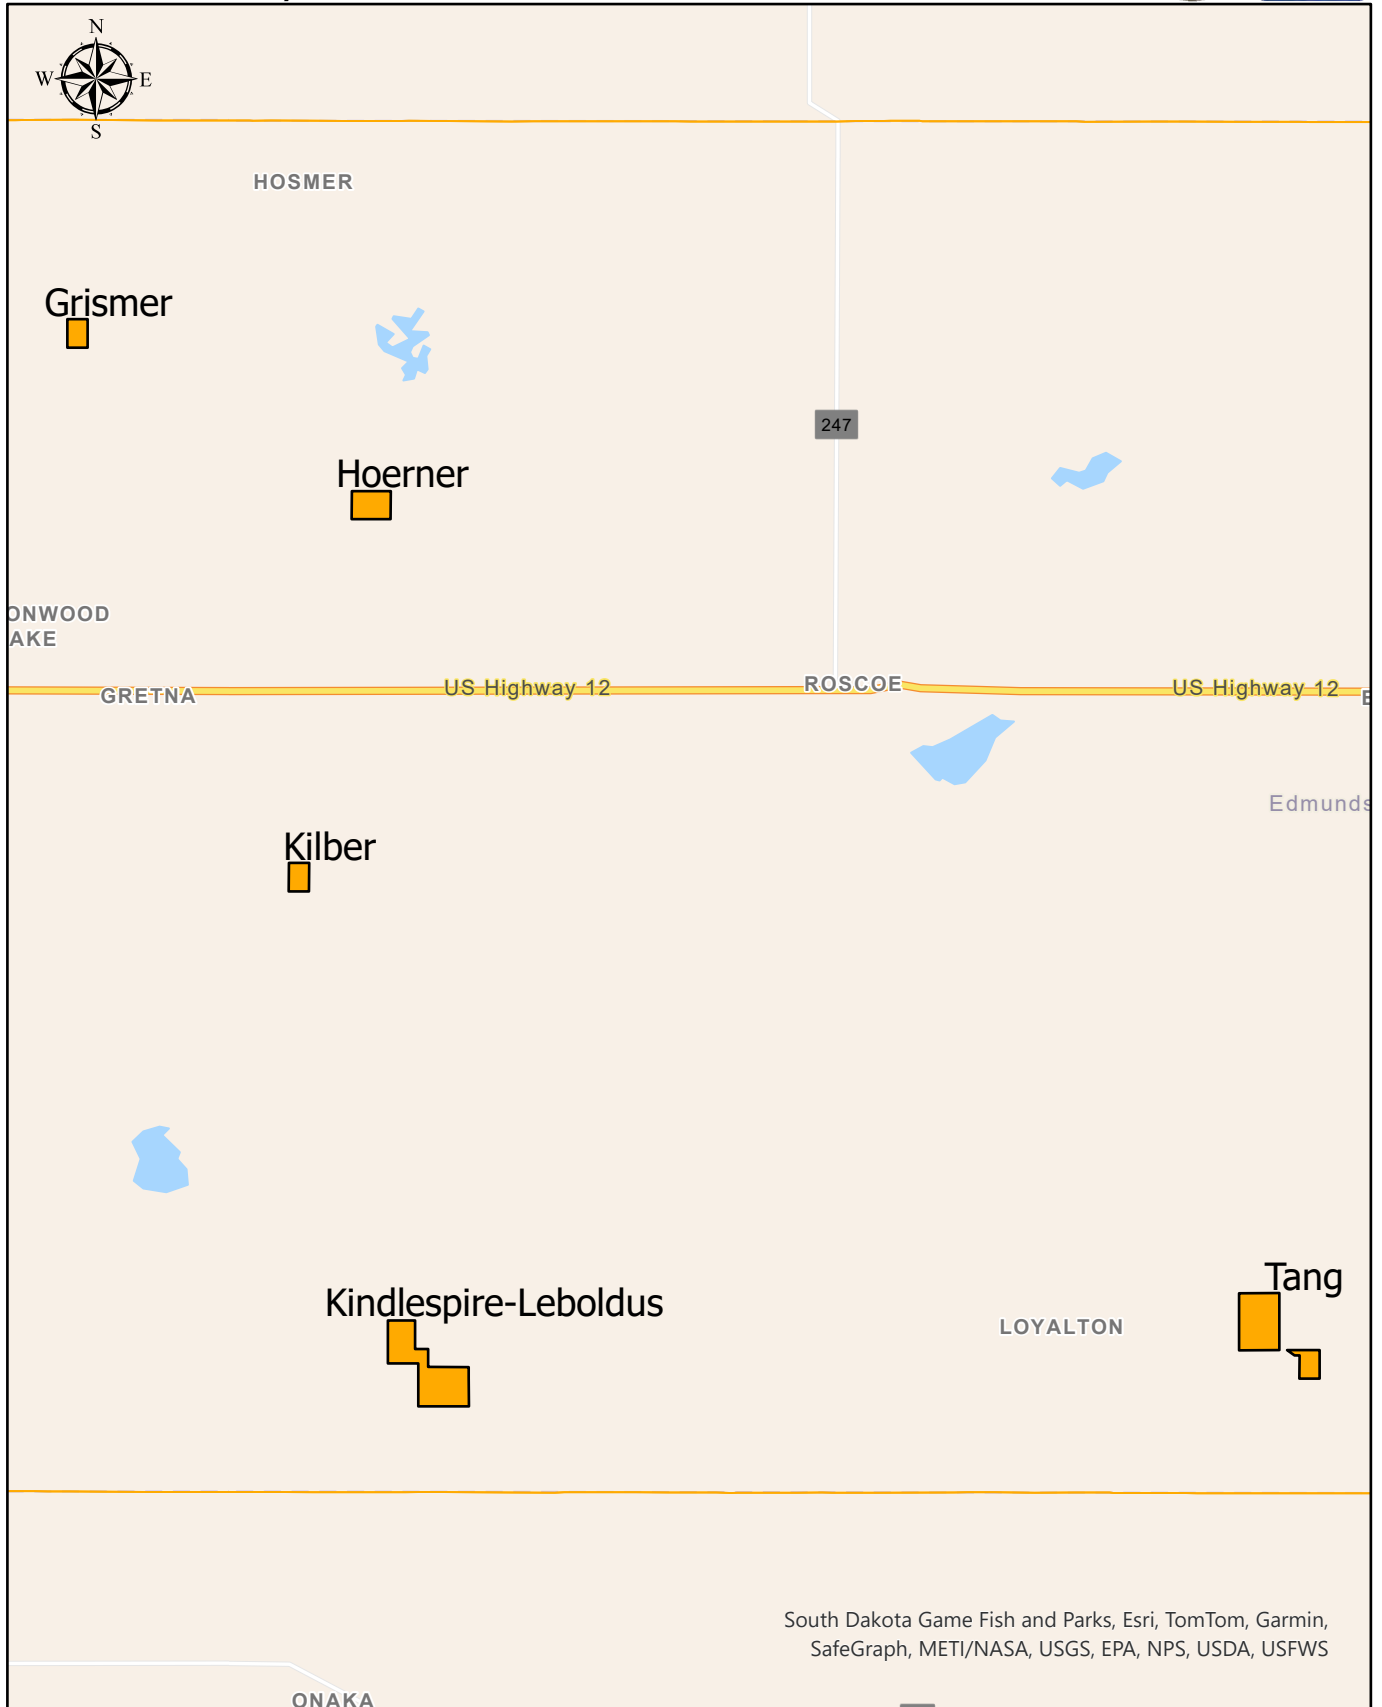 N
W E
S
HOSMER
Grismer
247
Hoerner
ONWOOD
AKE
GRETNA
US Highway 12
ROSCOE
US Highway 12
Edmunds
Kilber
Tang
Kindlespire-Leboldus
LOYALTON
South Dakota Game Fish and Parks, Esri, TomTom, Garmin,
SafeGraph, METI/NASA, USGS, EPA, NPS, USDA, USFWS
ONAKA